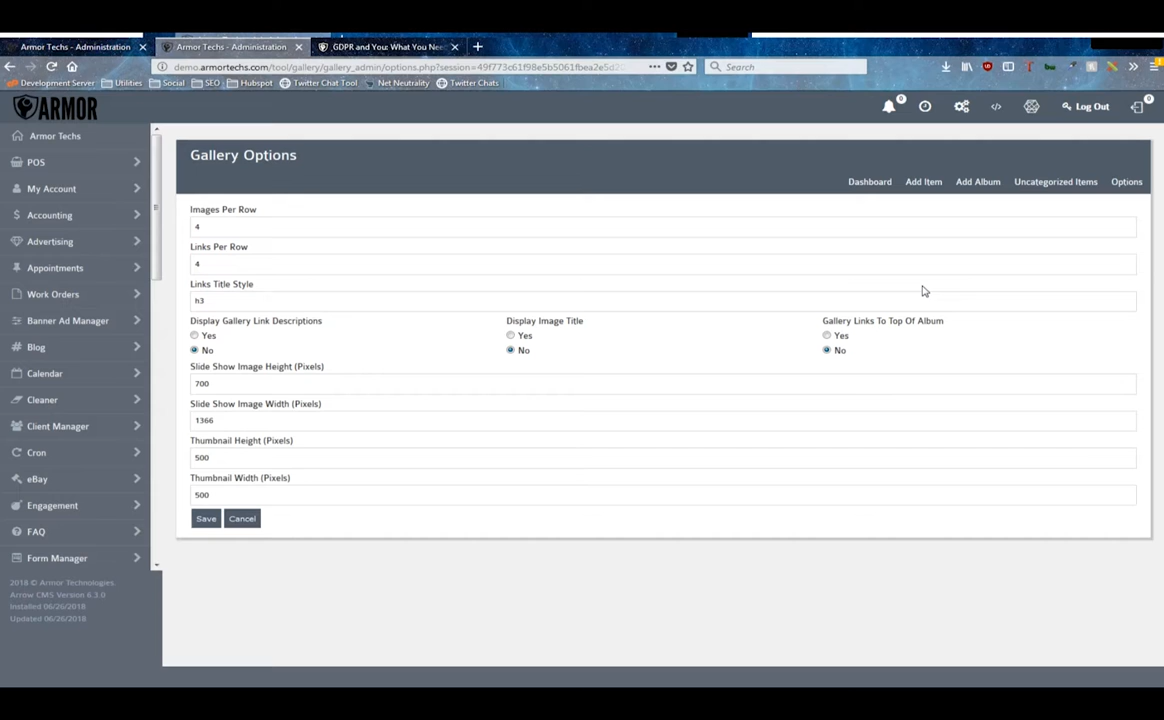 Armor Techs - Administration
Armor Techs - Administration
GDPR and You: What You Nee
demo.armortechs.com/tool/gallery/gallery_admin/options.php?session=49f773c61f98e5b5061fbea2e5d2
Search
Development Server Utilities Social SEO Hubspot Twitter Chat Tool Net Neutrality Twitter Chats
ARMOR
0
Log Out
0
Armor Techs
POS
My Account
Accounting
Advertising
Appointments
Work Orders
Banner Ad Manager
Blog
Calendar
Cleaner
Client Manager
Cron
eBay
Engagement
FAQ
Form Manager
2018 © Armor Technologies.
Arrow CMS Version 6.3.0
Installed 06/26/2018
Updated 06/26/2018
Gallery Options
Dashboard Add Item Add Album Uncategorized Items Options
Images Per Row
4
Links Per Row
4
Links Title Style
h3
Display Gallery Link Descriptions Display Image Title Gallery Links To Top Of Album
Yes Yes Yes
No No No
Slide Show Image Height (Pixels)
700
Slide Show Image Width (Pixels)
1366
Thumbnail Height (Pixels)
500
Thumbnail Width (Pixels)
500
Save Cancel